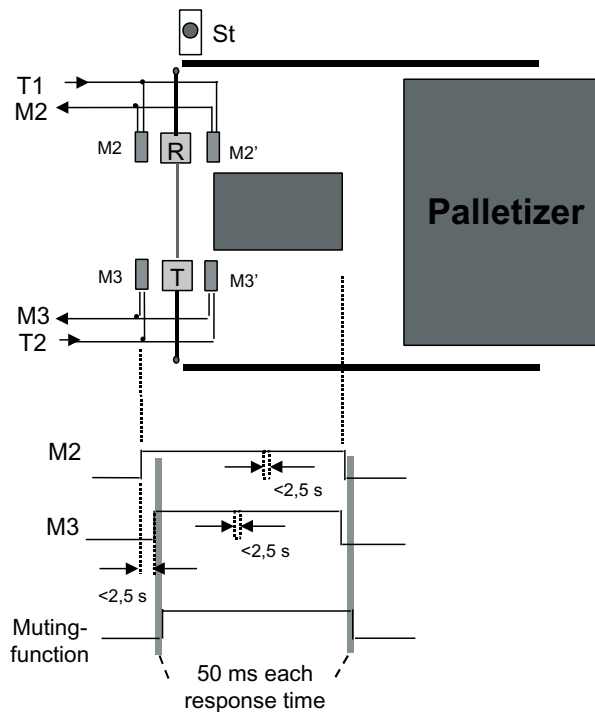 St
T1
M2
M2
R
M2'
Palletizer
M3
T
M3'
M3
T2
M2
<2,5 s
M3
<2,5 s
<2,5 s
Muting-
function
50 ms each
response time